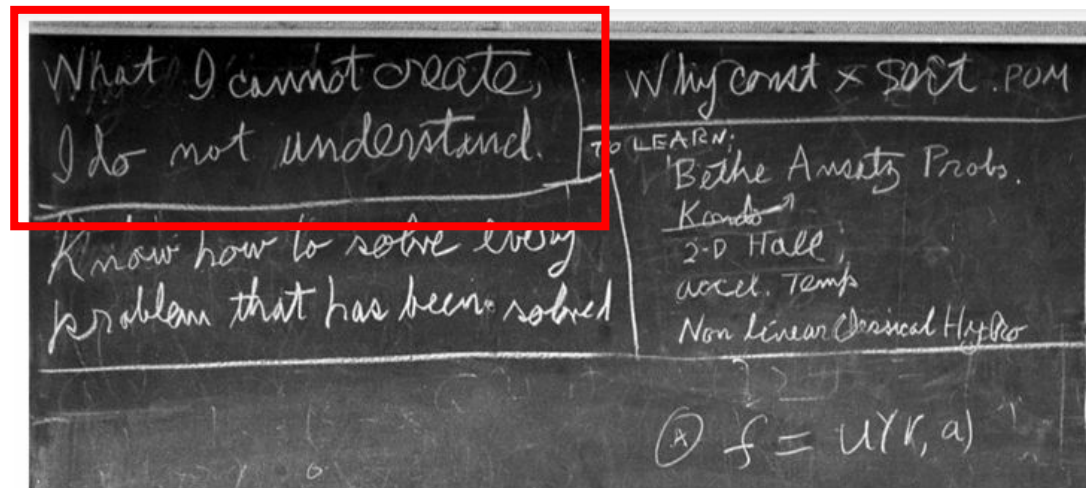 What I cannot create,
I do not understand.
Know how to solve every
problem that has been solved
Why const × sort. POM
TO LEARN:
Bethe Ansatz Probs.
Kondo
2-D Hall
accel. Temp
Non linear Classical Hydro
Ⓐ f = u(r, a)